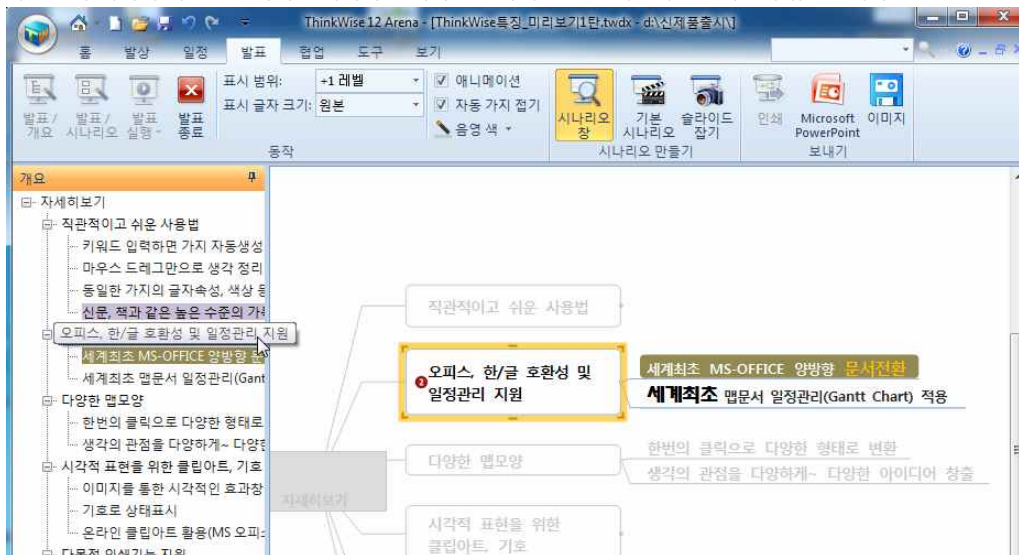 ThinkWise12 Arena - [ThinkWise특징_미리보기1탄.twdx - d:\신제품출시\]
홈 발상 일정 발표 협업 도구 보기
발표/개요
발표/시나리오
발표 실행
발표 종료
표시 범위: +1 레벨
표시 글자 크기: 원본
애니메이션
자동 가지 접기
음영 색
동작
시나리오 창
기본 시나리오
슬라이드 잡기
시나리오 만들기
인쇄
Microsoft PowerPoint
이미지
보내기
개요
자세히보기
직관적이고 쉬운 사용법
키워드 입력하면 가지 자동생성
마우스 드레그만으로 생각 정리
동일한 가지의 글자속성, 색상 등
신문, 책과 같은 높은 수준의
오피스, 한/글 호환성 및 일정관리 지원
세계최초 MS-OFFICE 양방향
세계최초 맵문서 일정관리(Gant
다양한 맵모양
한번의 클릭으로 다양한 형태로
생각의 관점을 다양하게~
시각적 표현을 위한 클립아트, 기호
이미지를 통한 시각적인 효과창
기호로 상태표시
온라인 클립아트 활용(MS
직관적이고 쉬운 사용법
2 오피스, 한/글 호환성 및
일정관리 지원
세계최초 MS-OFFICE 양방향 문서전환
세계최초 맵문서 일정관리(Gantt Chart) 적용
다양한 맵모양
한번의 클릭으로 다양한 형태로 변환
생각의 관점을 다양하게~ 다양한 아이디어 창출
자세히보기
시각적 표현을 위한
클립아트, 기호